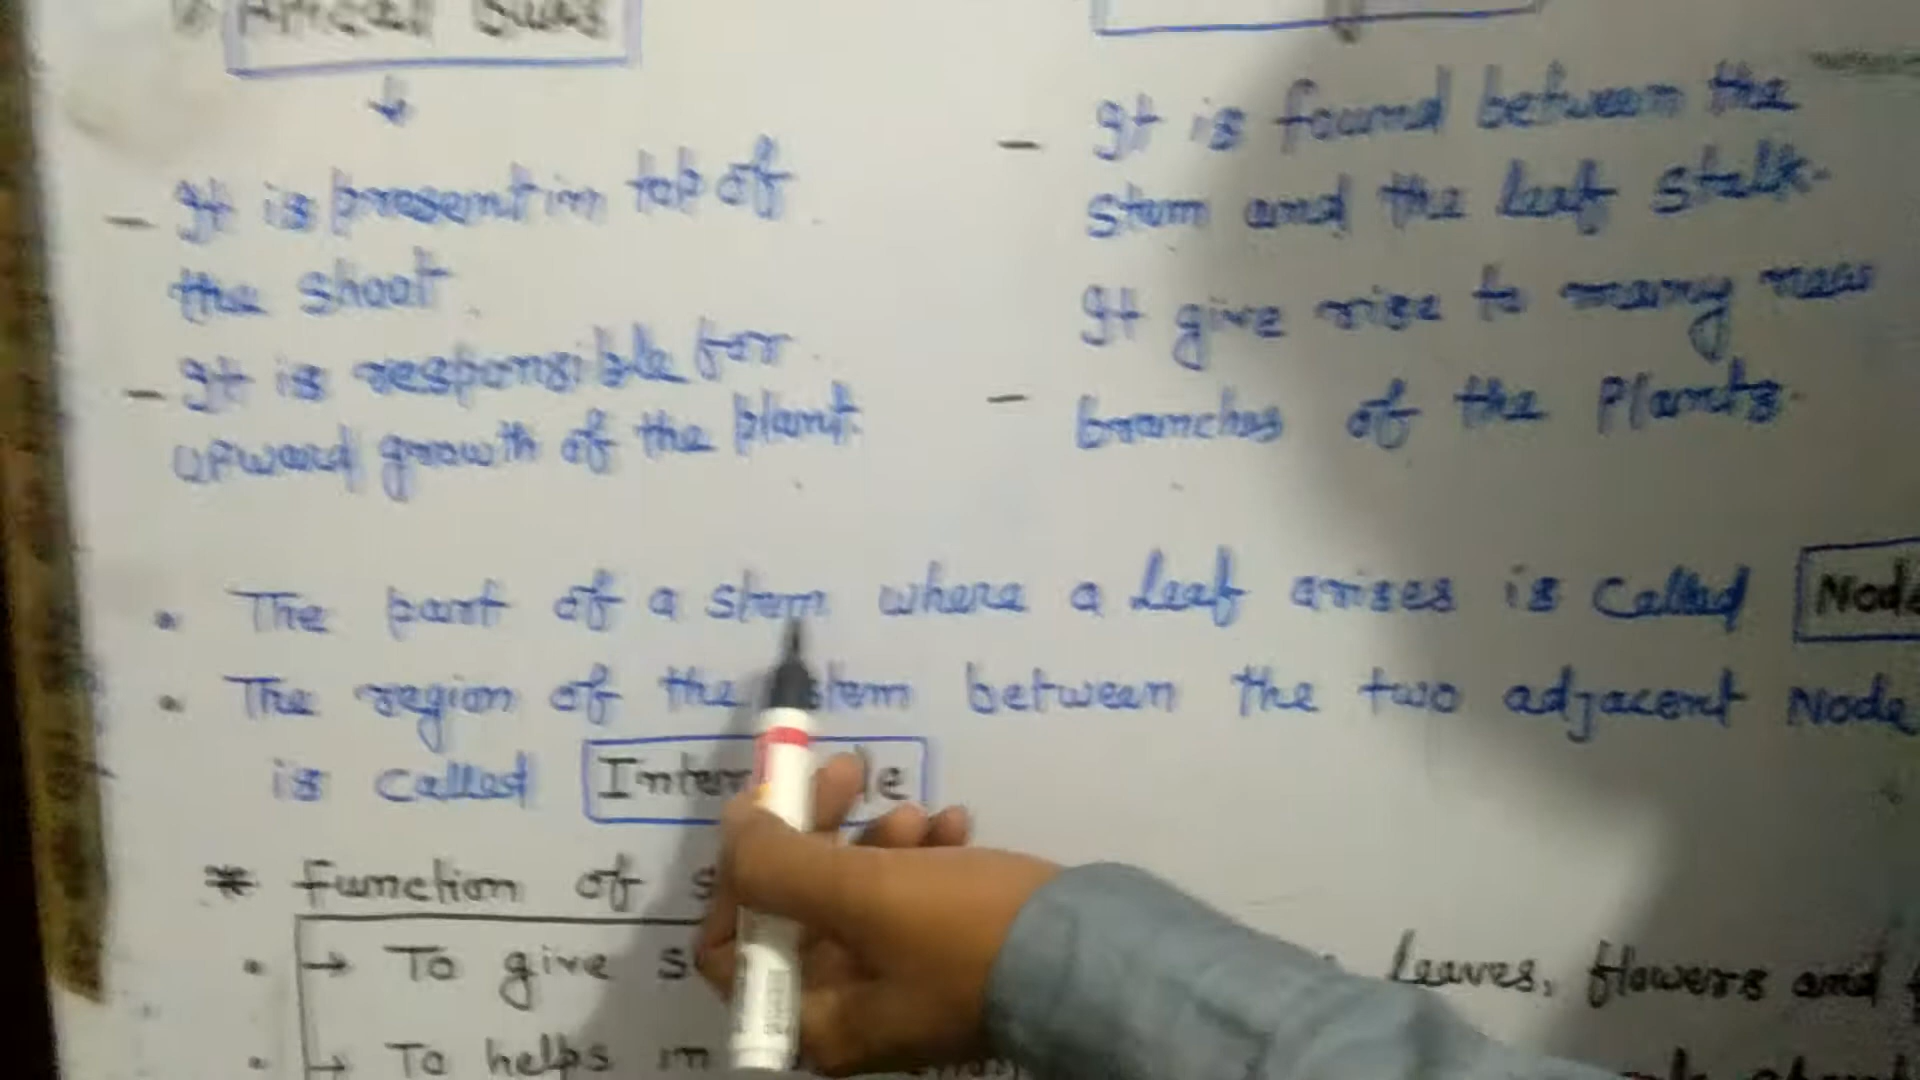 Apical Buds
It is present in top of
the shoot
It is responsible for
upward growth of the plant.
It is found between the
stem and the leaf stalk.
It give rise to many new
branches of the Plants.
The part of a stem where a leaf arises is called
The region of the stem between the two adjacent Node
is called
* Function of
→ To give
leaves, flowers and
→ To helps in